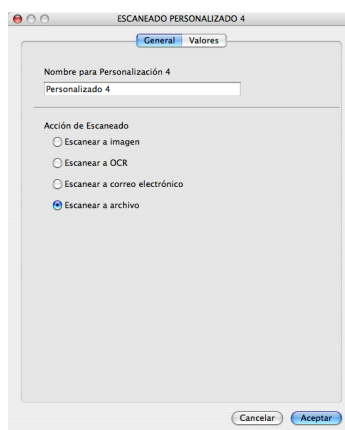 ESCANEADO PERSONALIZADO 4
General Valores
Nombre para Personalización 4
Personalizado 4
Acción de Escaneado
Escanear a imagen
Escanear a OCR
Escanear a correo electrónico
Escanear a archivo
Cancelar Aceptar